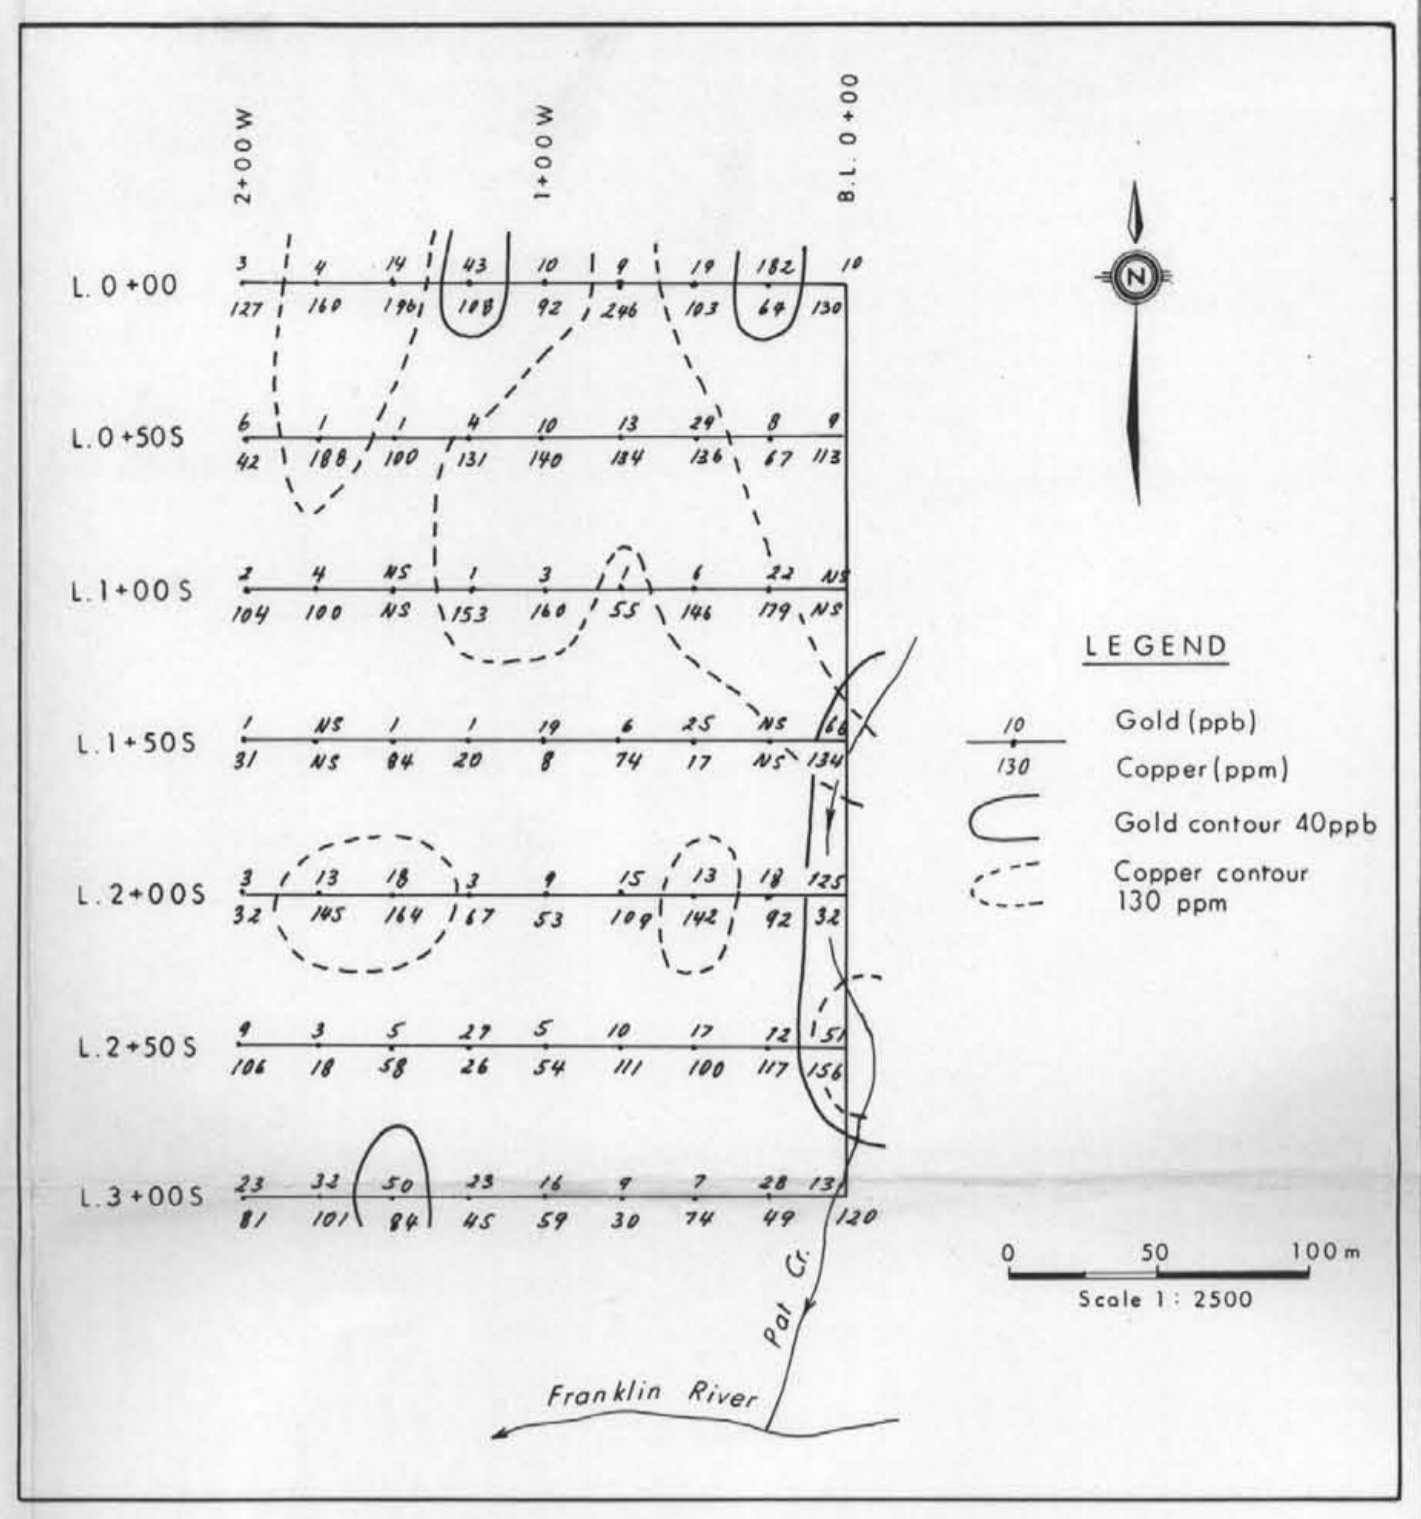 2+00 W 1+00 W B.L. 0+00
3 4 14 43 10 9 19 182 10
L. 0+00
127 160 196 108 92 246 103 64 130
N
6 1 1 4 10 13 29 8 9
L. 0+50S
42 188 100 131 140 134 136 67 113
2 4 NS 1 3 1 6 22 NS
L. 1+00S
104 100 NS 153 160 55 146 179 NS
1 NS 1 1 19 6 25 NS 66
L. 1+50S
31 NS 84 20 8 74 17 NS 134
3 13 18 3 9 15 13 18 125
L. 2+00S
32 145 164 67 53 109 142 92 32
9 3 5 27 5 10 17 12 51
L. 2+50S
106 18 58 26 54 111 100 117 156
23 32 50 23 16 9 7 28 13
L. 3+00S
81 101 84 45 59 30 74 49 120
LEGEND
10 Gold (ppb)
130 Copper (ppm)
Gold contour 40ppb
Copper contour
130 ppm
0 50 100 m
Scale 1 : 2500
Pat Cr.
Franklin River